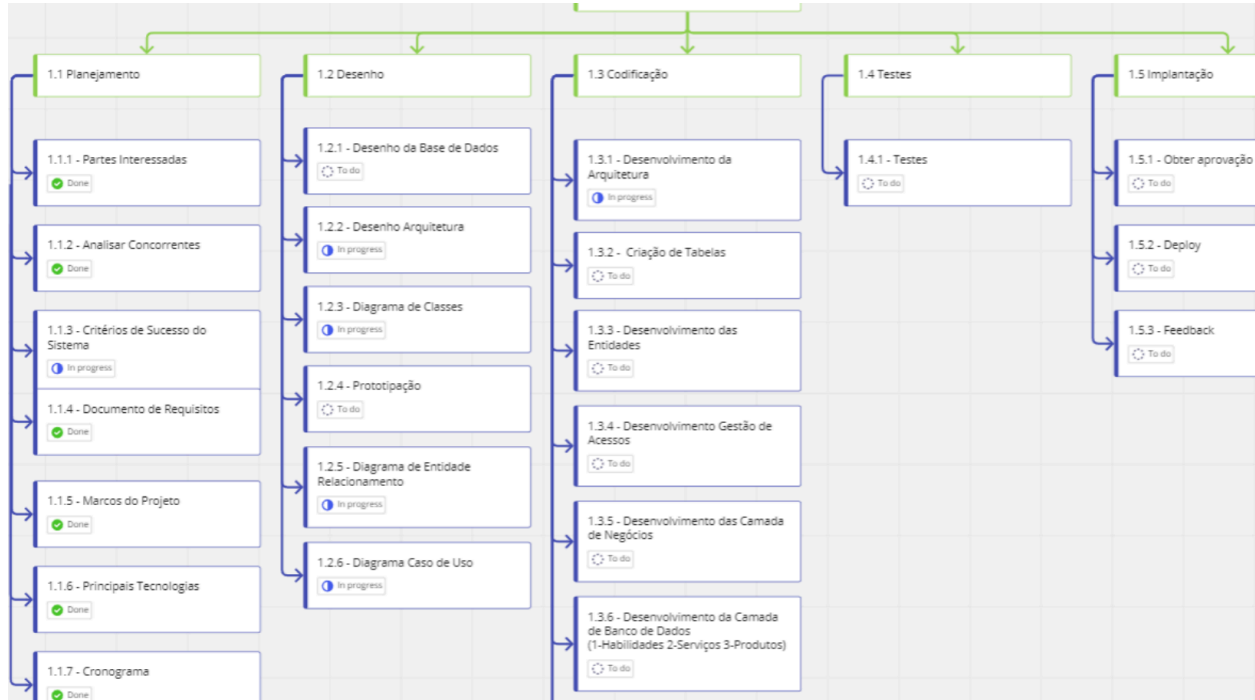 1.1 Planejamento
1.1.1 - Partes Interessadas
Done
1.1.2 - Analisar Concorrentes
Done
1.1.3 - Critérios de Sucesso do
Sistema
In progress
1.1.4 - Documento de Requisitos
Done
1.1.5 - Marcos do Projeto
Done
1.1.6 - Principais Tecnologias
Done
1.1.7 - Cronograma
Done
1.2 Desenho
1.2.1 - Desenho da Base de Dados
To do
1.2.2 - Desenho Arquitetura
In progress
1.2.3 - Diagrama de Classes
In progress
1.2.4 - Prototipação
To do
1.2.5 - Diagrama de Entidade
Relacionamento
In progress
1.2.6 - Diagrama Caso de Uso
In progress
1.3 Codificação
1.3.1 - Desenvolvimento da
Arquitetura
In progress
1.3.2 - Criação de Tabelas
To do
1.3.3 - Desenvolvimento das
Entidades
To do
1.3.4 - Desenvolvimento Gestão de
Acessos
To do
1.3.5 - Desenvolvimento das Camada
de Negócios
To do
1.3.6 - Desenvolvimento da Camada
de Banco de Dados
(1-Habilidades 2-Serviços 3-Produtos)
To do
1.4 Testes
1.4.1 - Testes
To do
1.5 Implantação
1.5.1 - Obter aprovação
To do
1.5.2 - Deploy
To do
1.5.3 - Feedback
To do